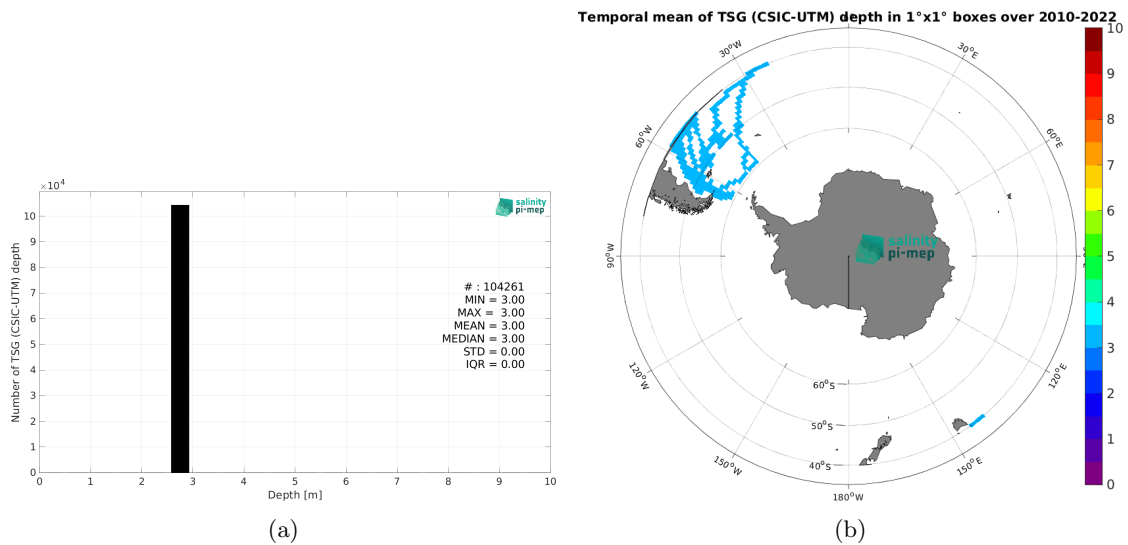 Temporal mean of TSG (CSIC-UTM) depth in 1°x1° boxes over 2010-2022
×10⁴
10
9
8
7
6
5
4
3
2
1
0
Number of TSG (CSIC-UTM) depth
salinity
pi-mep
# : 104261
MIN = 3.00
MAX = 3.00
MEAN = 3.00
MEDIAN = 3.00
STD = 0.00
IQR = 0.00
0 1 2 3 4 5 6 7 8 9 10
Depth [m]
(a)
30°W
30°E
60°W
60°E
90°W
salinity
pi-mep
120°W
120°E
60°S
50°S
40°S
150°W
150°E
180°W
10
9
8
7
6
5
4
3
2
1
0
(b)